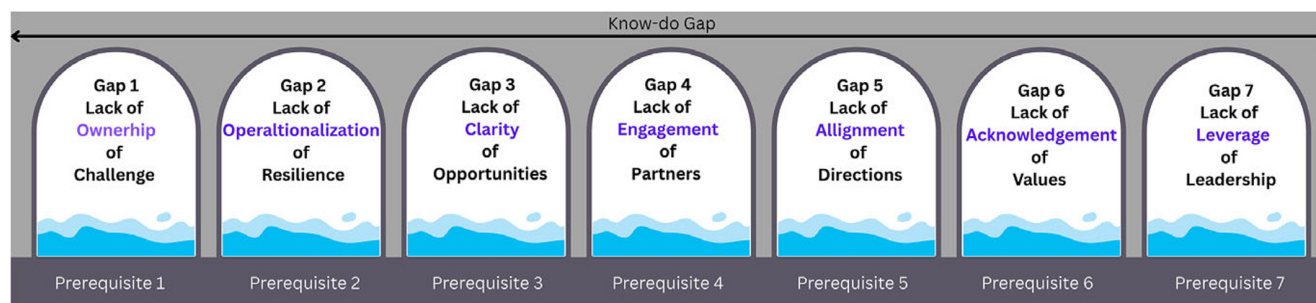 Know-do Gap
Gap 1
Lack of
Ownerhip
of
Challenge
Gap 2
Lack of
Operaltionalization
of
Resilience
Gap 3
Lack of
Clarity
of
Opportunities
Gap 4
Lack of
Engagement
of
Partners
Gap 5
Lack of
Allignment
of
Directions
Gap 6
Lack of
Acknowledgement
of
Values
Gap 7
Lack of
Leverage
of
Leadership
Prerequisite 1
Prerequisite 2
Prerequisite 3
Prerequisite 4
Prerequisite 5
Prerequisite 6
Prerequisite 7